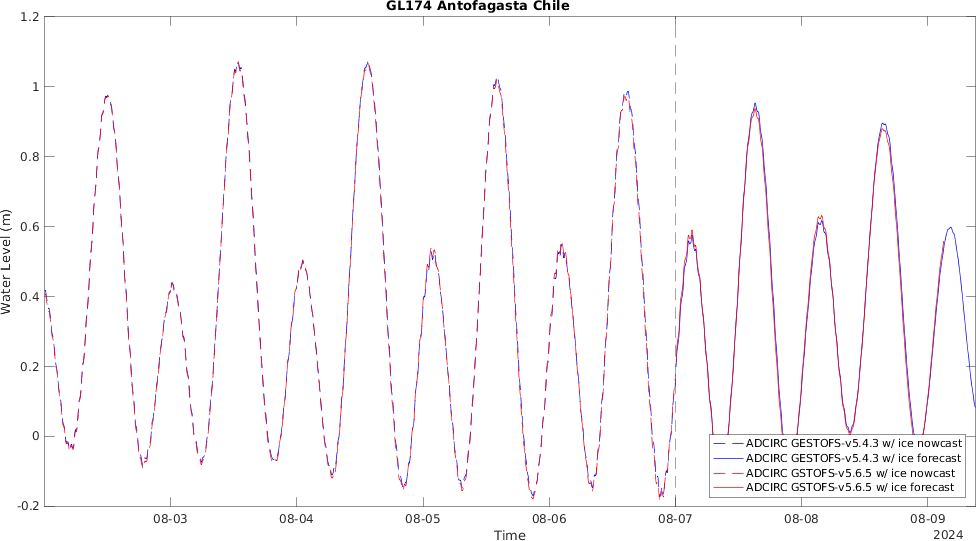 GL174 Antofagasta Chile
1.2
1
0.8
0.6
0.4
0.2
0
-0.2
Water Level (m)
08-03
08-04
08-05
08-06
08-07
08-08
08-09
Time
2024
ADCIRC GESTOFS-v5.4.3 w/ ice nowcast
ADCIRC GESTOFS-v5.4.3 w/ ice forecast
ADCIRC GSTOFS-v5.6.5 w/ ice nowcast
ADCIRC GSTOFS-v5.6.5 w/ ice forecast